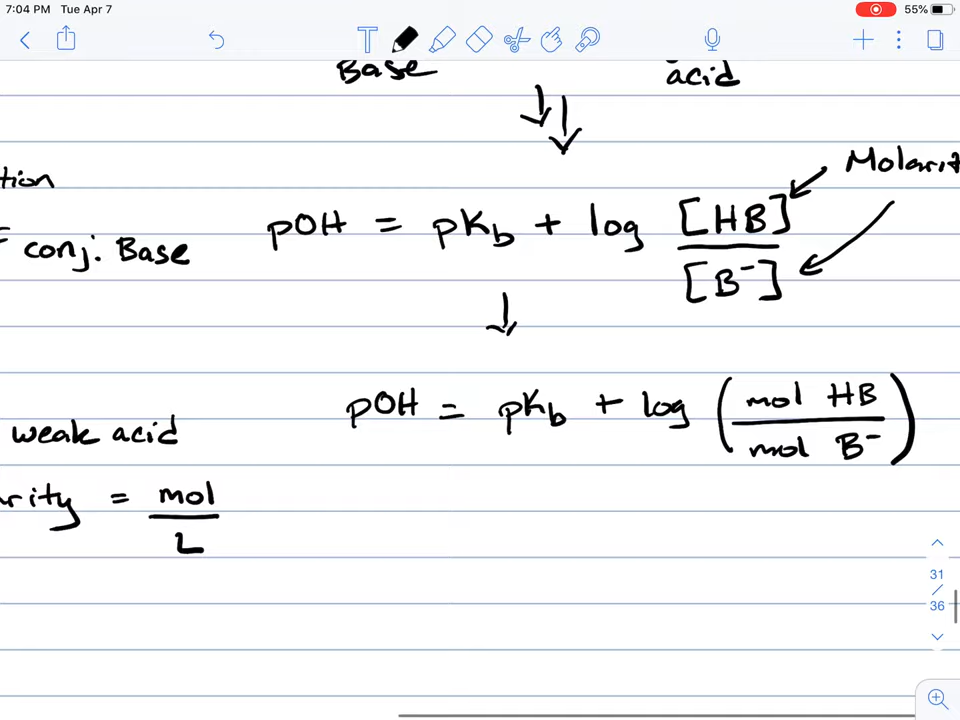 7:04 PM Tue Apr 7
55%
Base acid
Molarit
tion
pOH = pKb + log [HB] / [B⁻]
= conj. Base
pOH = pKb + log (mol HB / mol B⁻)
weak acid
rity = mol / L
31
/
36